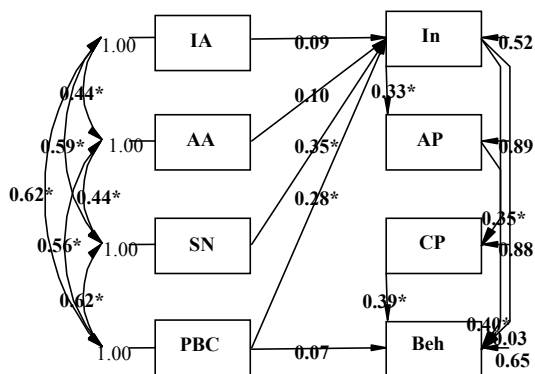 1.00 IA 0.09 In 0.52
0.44* 0.33*
1.00 AA 0.10 AP 0.89
0.59* 0.35*
0.62* 0.44* 0.28* 0.35*
0.56* 1.00 SN CP 0.88
0.62* 0.39*
0.40*
1.00 PBC 0.07 Beh 0.03
0.65